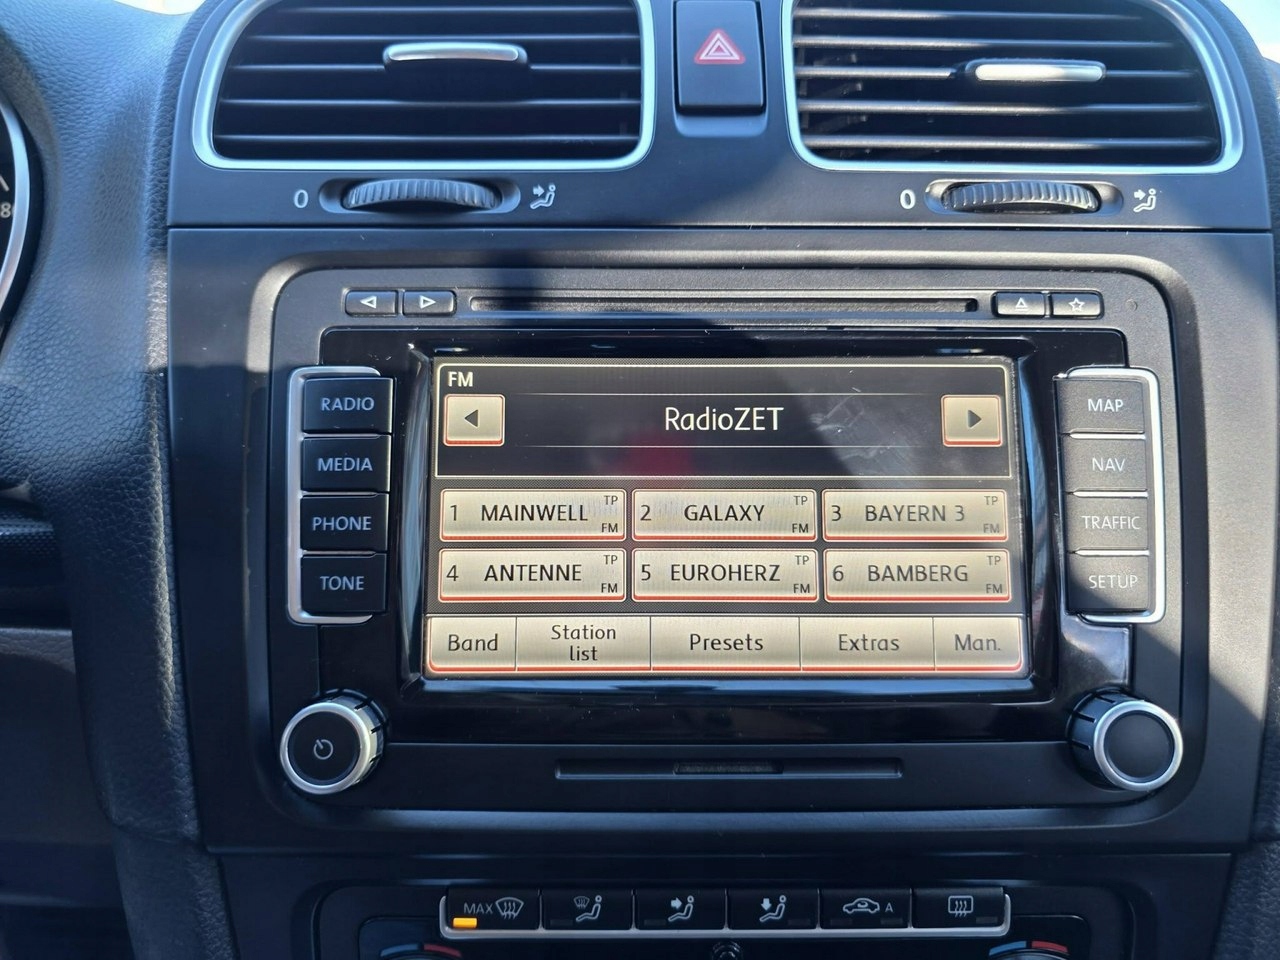 8
0
0
RADIO
MEDIA
PHONE
TONE
FM
RadioZET
1 MAINWELL TP FM
2 GALAXY TP FM
3 BAYERN 3 TP FM
4 ANTENNE TP FM
5 EUROHERZ TP FM
6 BAMBERG TP FM
Band
Station
list
Presets
Extras
Man.
MAP
NAV
TRAFFIC
SETUP
MAX
A